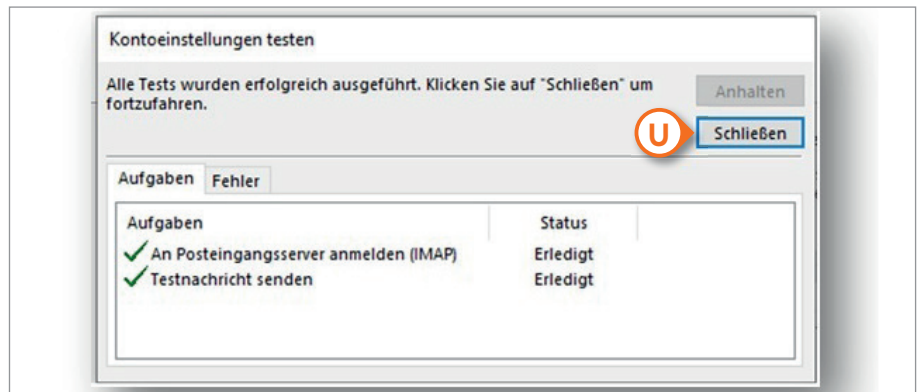 Kontoeinstellungen testen
Alle Tests wurden erfolgreich ausgeführt. Klicken Sie auf "Schließen" um
fortzufahren.
Anhalten
U
Schließen
Aufgaben Fehler
Aufgaben Status
An Posteingangsserver anmelden (IMAP) Erledigt
Testnachricht senden Erledigt